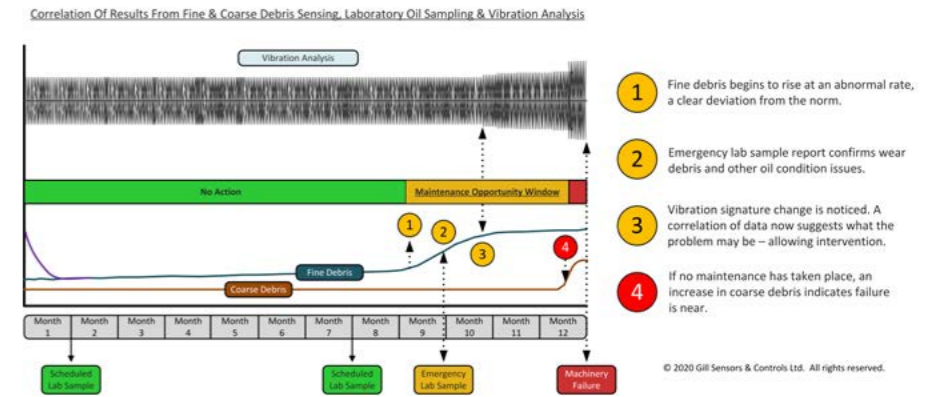 Correlation Of Results From Fine & Coarse Debris Sensing, Laboratory Oil Sampling & Vibration Analysis
Vibration Analysis
No Action
Maintenance Opportunity Window
1
2
3
4
Fine Debris
Coarse Debris
Month 1
Month 2
Month 3
Month 4
Month 5
Month 6
Month 7
Month 8
Month 9
Month 10
Month 11
Month 12
Scheduled
Lab Sample
Scheduled
Lab Sample
Emergency
Lab Sample
Machinery
Failure
1
Fine debris begins to rise at an abnormal rate,
a clear deviation from the norm.
2
Emergency lab sample report confirms wear
debris and other oil condition issues.
3
Vibration signature change is noticed. A
correlation of data now suggests what the
problem may be – allowing intervention.
4
If no maintenance has taken place, an
increase in coarse debris indicates failure
is near.
© 2020 Gill Sensors & Controls Ltd. All rights reserved.